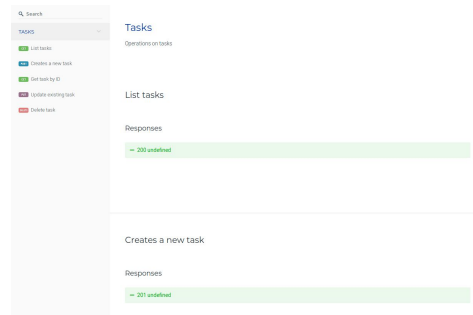 Search
TASKS
List tasks
Creates a new task
Get task by ID
Update existing task
Delete task
Tasks
Operations on tasks
List tasks
Responses
200 undefined
Creates a new task
Responses
201 undefined